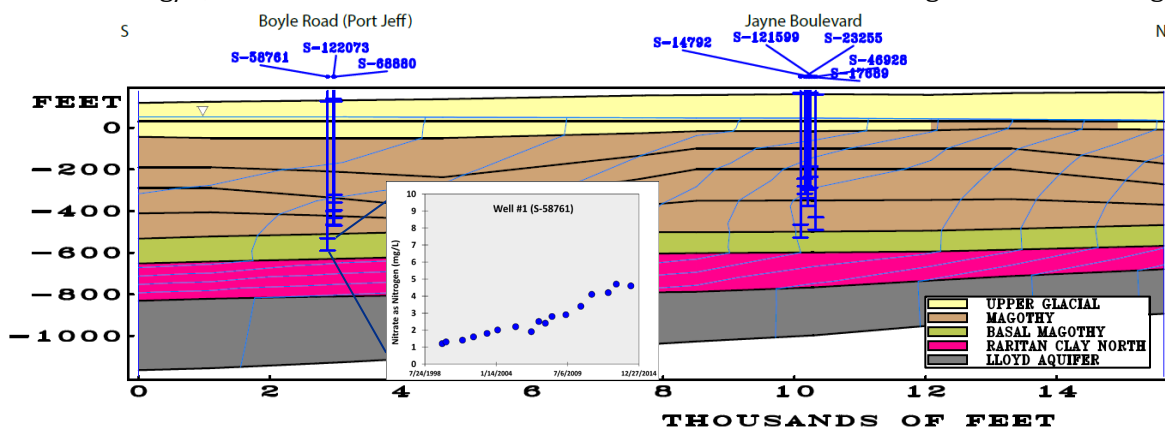 Boyle Road (Port Jeff)
Jayne Boulevard
S
N
S-122073
S-58761
S-68880
S-121599
S-23255
S-14792
S-46928
S-17689
FEET
0
-200
-400
-600
-800
-1000
Well #1 (S-58761)
Nitrate as Nitrogen (mg/L)
10
9
8
7
6
5
4
3
2
1
0
7/24/1998 1/14/2004 7/6/2009 12/27/2014
UPPER GLACIAL
MAGOTHY
BASAL MAGOTHY
RARITAN CLAY NORTH
LLOYD AQUIFER
0 2 4 6 8 10 12 14
THOUSANDS OF FEET